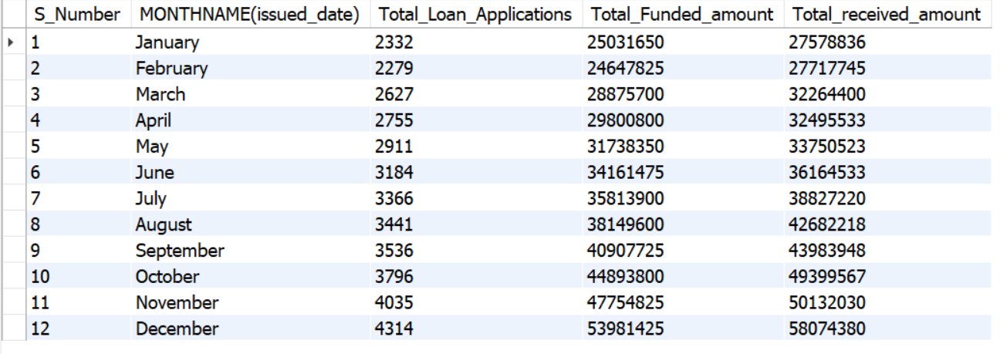 S_Number MONTHNAME(issued_date) Total_Loan_Applications Total_Funded_amount Total_received_amount
1 January 2332 25031650 27578836
2 February 2279 24647825 27717745
3 March 2627 28875700 32264400
4 April 2755 29800800 32495533
5 May 2911 31738350 33750523
6 June 3184 34161475 36164533
7 July 3366 35813900 38827220
8 August 3441 38149600 42682218
9 September 3536 40907725 43983948
10 October 3796 44893800 49399567
11 November 4035 47754825 50132030
12 December 4314 53981425 58074380